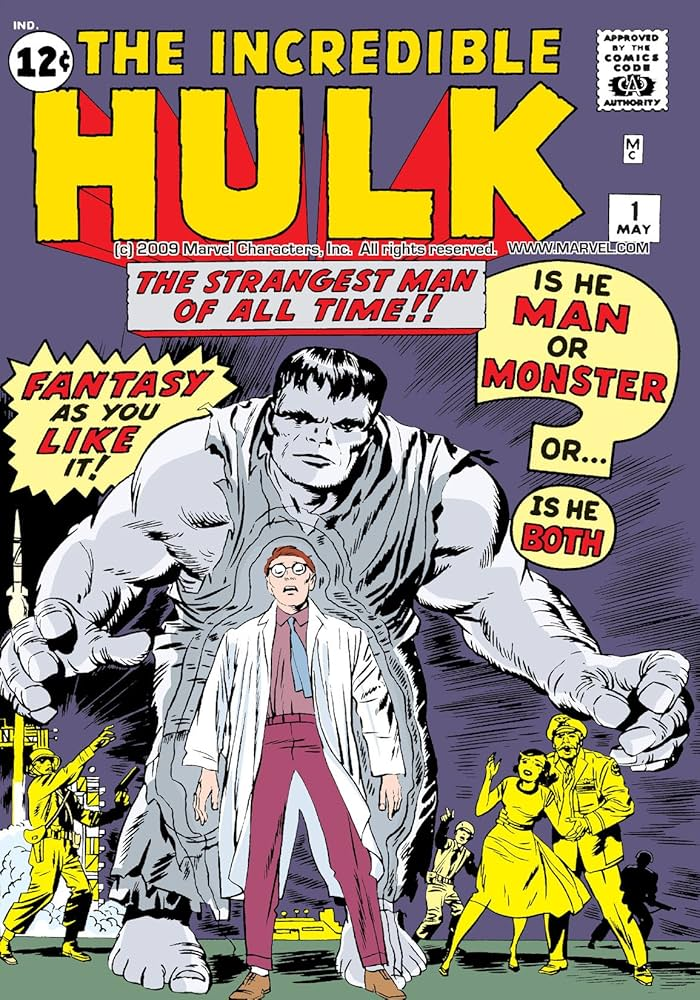 IND.
12¢
THE INCREDIBLE
HULK
APPROVED
BY THE
COMICS
CODE
CA
AUTHORITY
M
C
1
MAY
(c) 2009 Marvel Characters, Inc. All rights reserved. WWW.MARVEL.COM
THE STRANGEST MAN
OF ALL TIME!!
IS HE
MAN
OR
MONSTER
OR...
IS HE
BOTH
FANTASY
AS YOU
LIKE
IT!